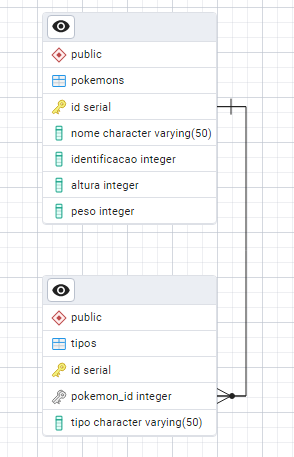 public
pokemons
id serial
nome character varying(50)
identificacao integer
altura integer
peso integer
public
tipos
id serial
pokemon_id integer
tipo character varying(50)